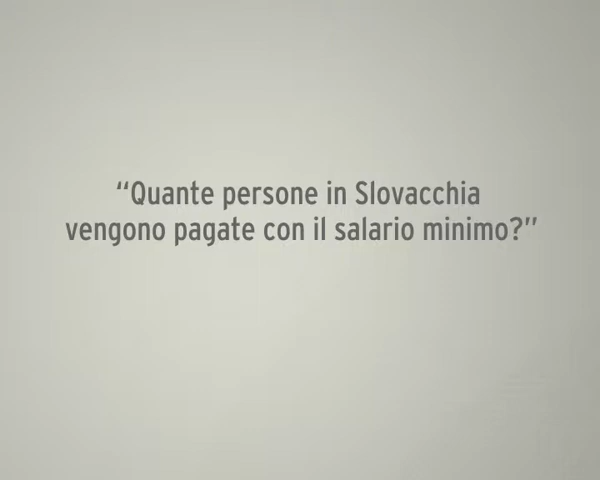 “Quante persone in Slovacchia
vengono pagate con il salario minimo?”